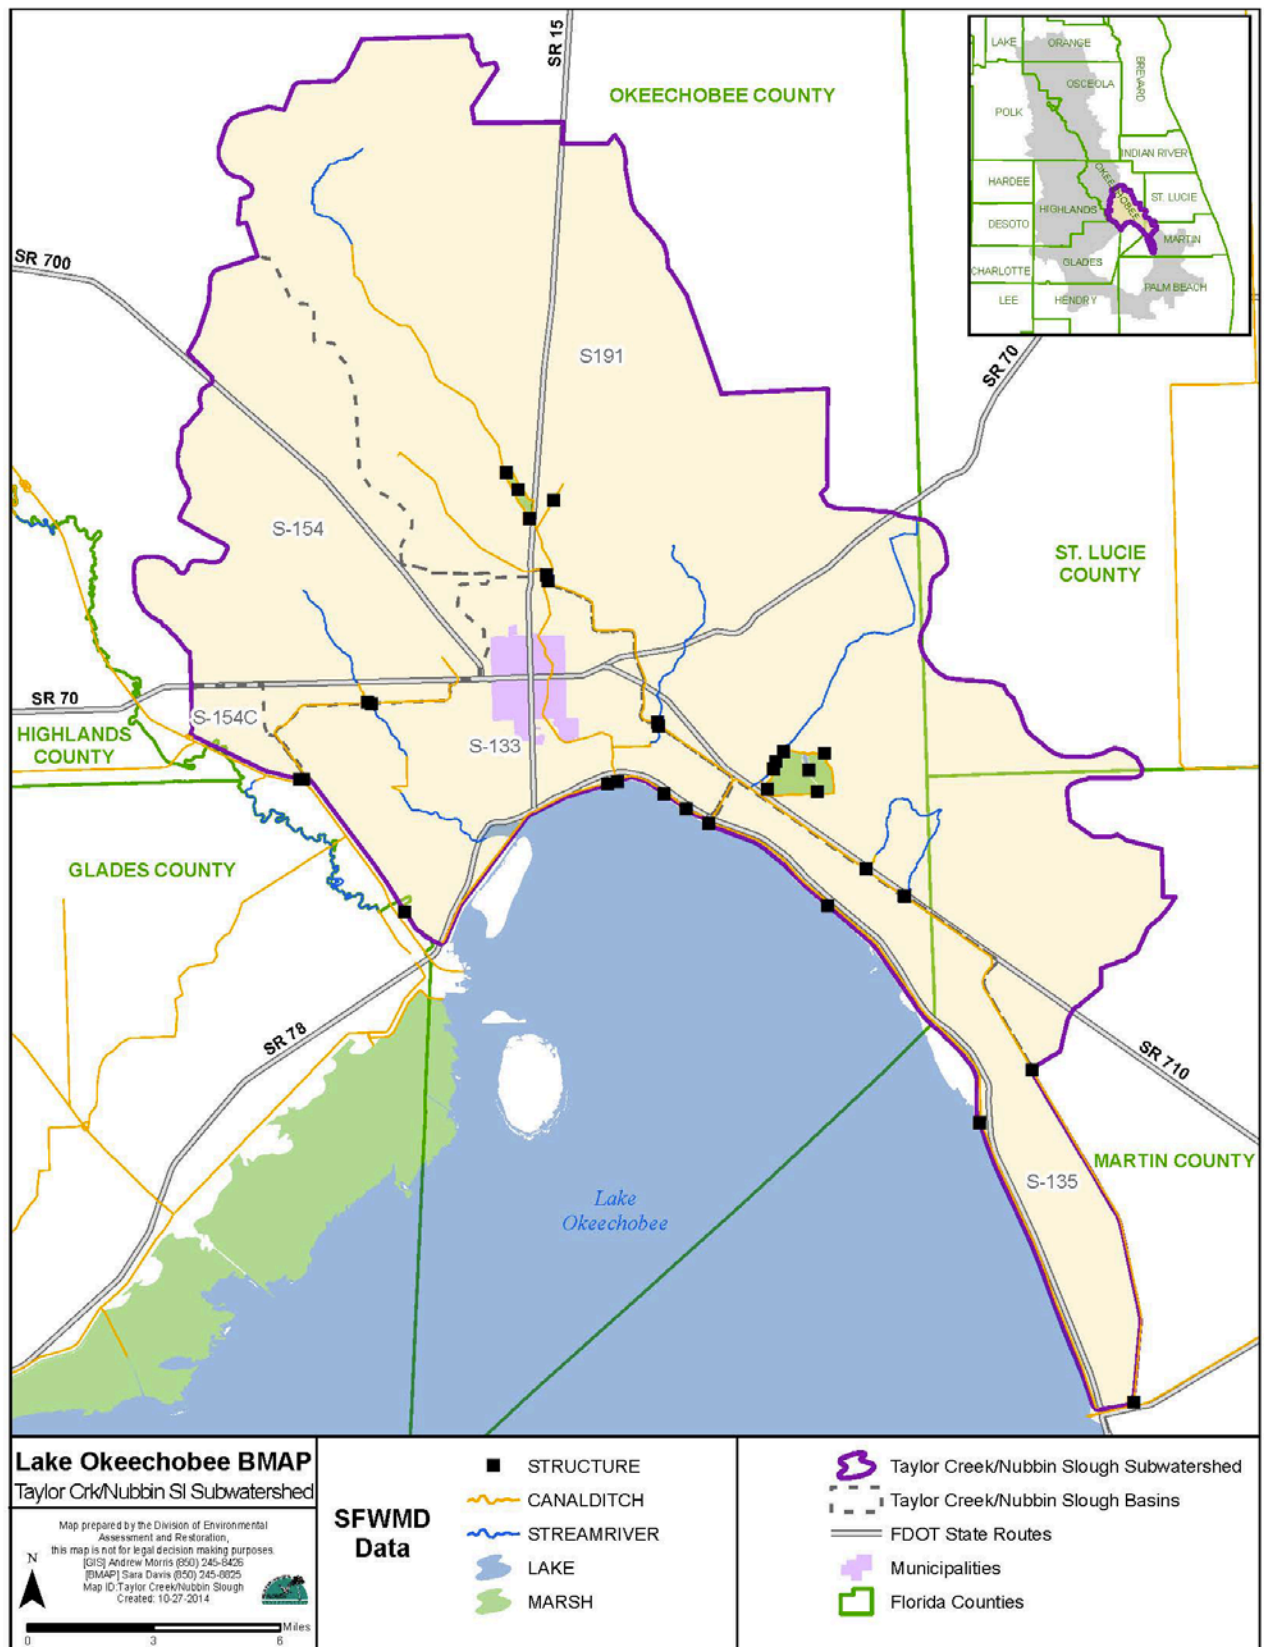 SR 15
OKEECHOBEE COUNTY
LAKE
ORANGE
BREVARD
OSCEOLA
POLK
INDIAN RIVER
HARDEE
OKEECHOBEE
ST. LUCIE
HIGHLANDS
DESOTO
MARTIN
GLADES
CHARLOTTE
PALM BEACH
LEE
HENDRY
SR 700
S191
SR 70
S-154
ST. LUCIE
COUNTY
SR 70
S-154C
HIGHLANDS
COUNTY
S-133
GLADES COUNTY
SR 78
SR 710
MARTIN COUNTY
S-135
Lake
Okeechobee
Lake Okeechobee BMAP
Taylor Crk/Nubbin Sl Subwatershed
Map prepared by the Division of Environmental
Assessment and Restoration,
this map is not for legal decision making purposes.
[GIS] Andrew Morris (850) 245-8426
[BMAP] Sara Davis (850) 245-8825
Map ID:Taylor Creek/Nubbin Slough
Created: 10-27-2014
N
Miles
0 3 6
SFWMD
Data
STRUCTURE
CANALDITCH
STREAMRIVER
LAKE
MARSH
Taylor Creek/Nubbin Slough Subwatershed
Taylor Creek/Nubbin Slough Basins
FDOT State Routes
Municipalities
Florida Counties